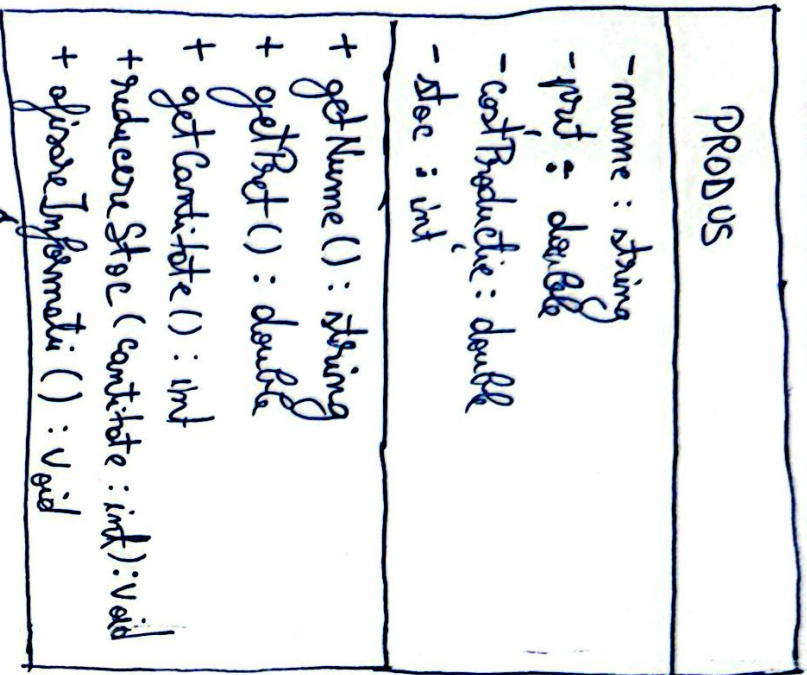 PRODUS
- nume : string
- pret : double
- costProductie : double
- stoc : int
+ getNume() : string
+ getPret() : double
+ getCantitate() : int
+ reducereStoc (cantitate : int) : void
+ afisareInformatii() : void